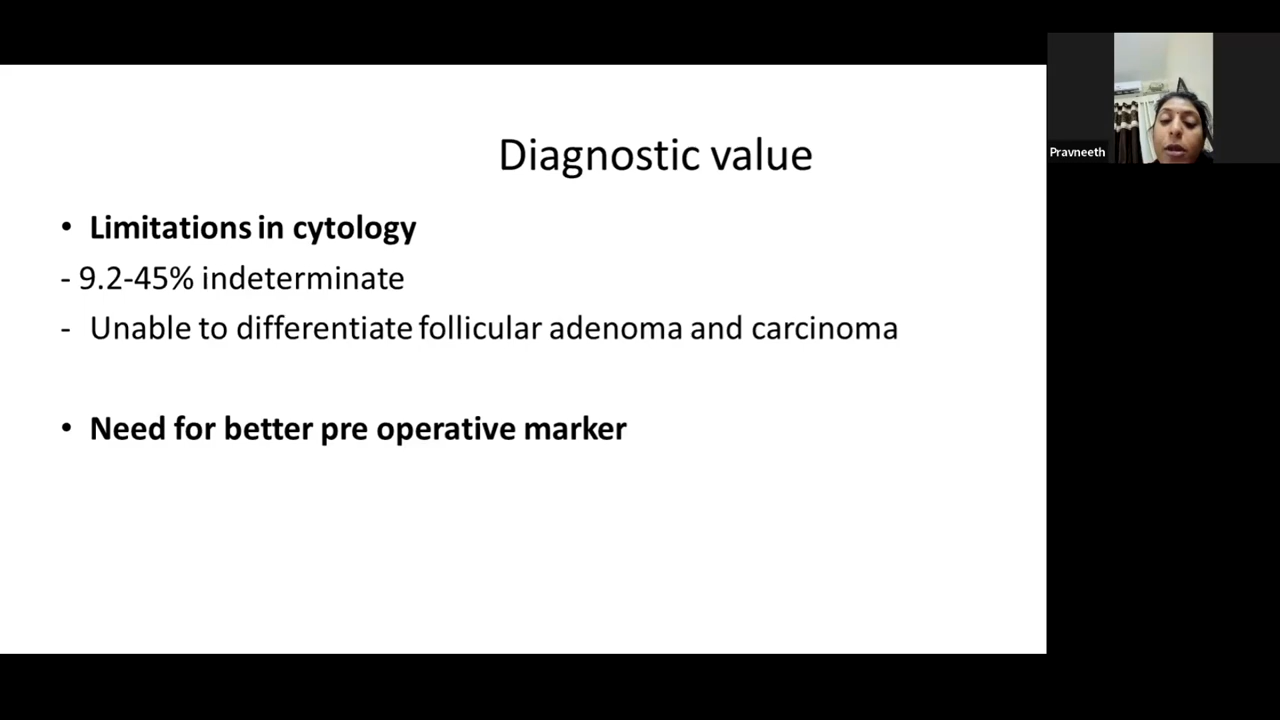 Diagnostic value
• Limitations in cytology
- 9.2-45% indeterminate
- Unable to differentiate follicular adenoma and carcinoma
• Need for better pre operative marker
Pravneeth